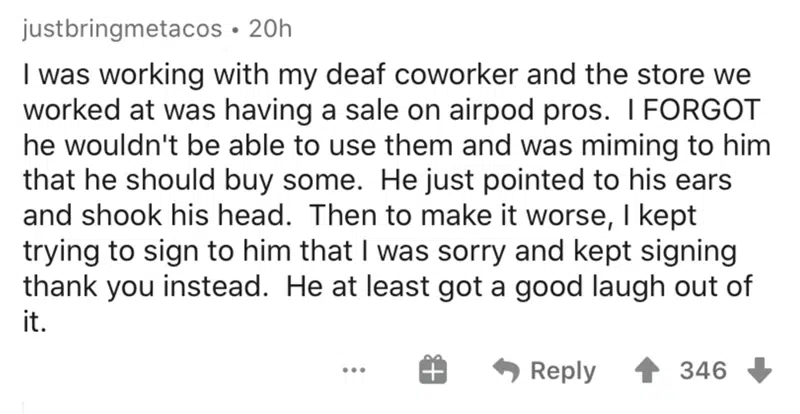 justbringmetacos • 20h
I was working with my deaf coworker and the store we
worked at was having a sale on airpod pros.  I FORGOT
he wouldn't be able to use them and was miming to him
that he should buy some.  He just pointed to his ears
and shook his head.  Then to make it worse, I kept
trying to sign to him that I was sorry and kept signing
thank you instead.  He at least got a good laugh out of
it.
... Reply 346